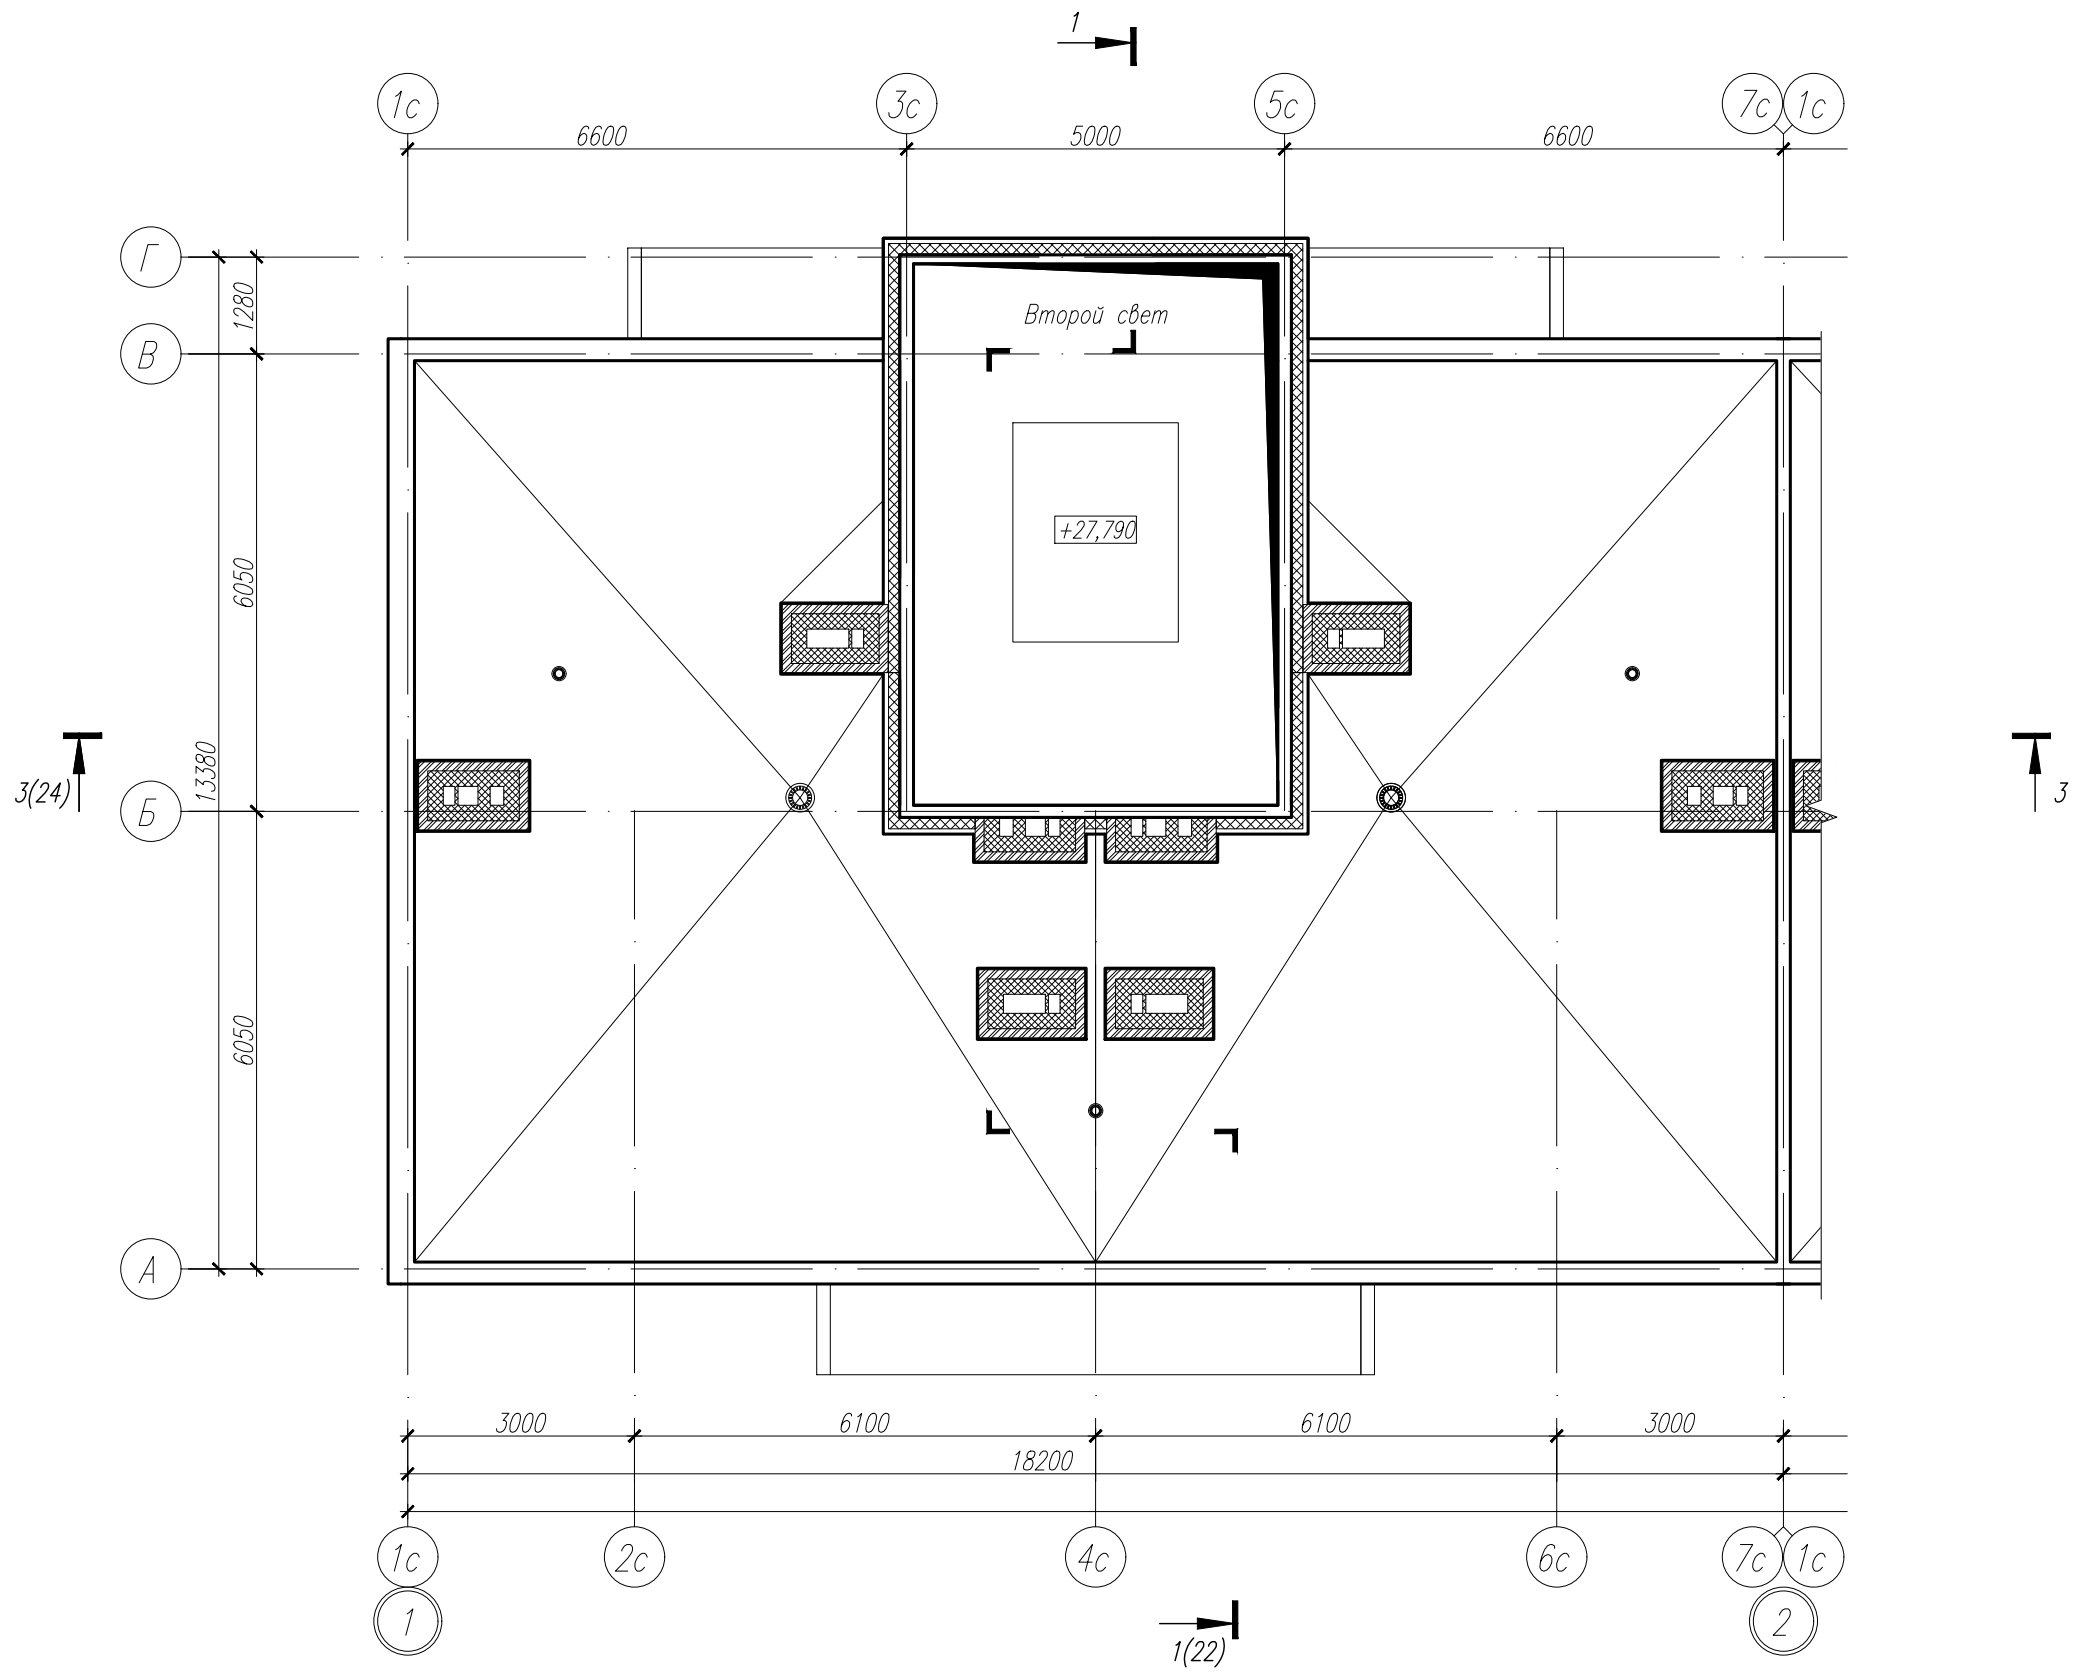 1
1с
3с
5с
7с
1с
6600
5000
6600
Г
1280
Второй свет
В
+27,790
6050
13380
3(24)
3
Б
6050
А
3000
6100
6100
3000
18200
1с
2с
4с
6с
7с
1с
1
2
1(22)